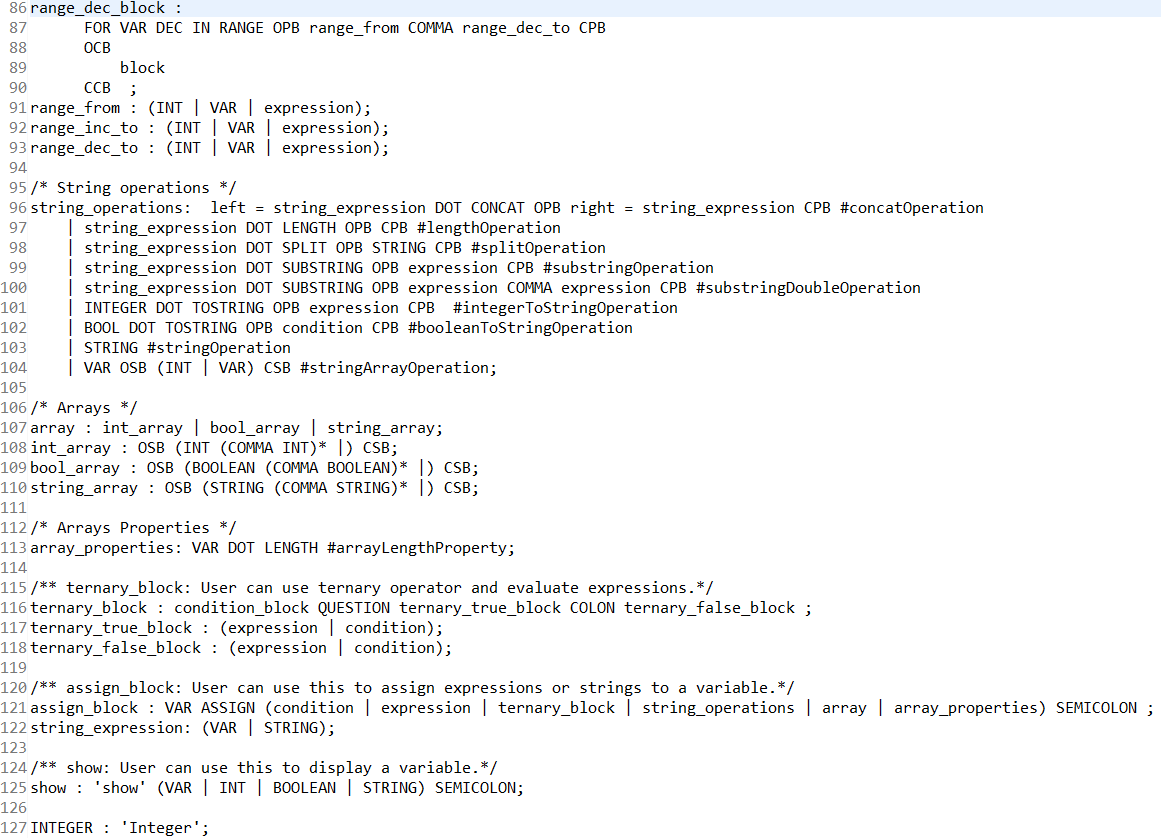 86 range_dec_block :
87       FOR VAR DEC IN RANGE OPB range_from COMMA range_dec_to CPB
88       OCB
89           block
90       CCB  ;
91 range_from : (INT | VAR | expression);
92 range_inc_to : (INT | VAR | expression);
93 range_dec_to : (INT | VAR | expression);
94
95 /* String operations */
96 string_operations:  left = string_expression DOT CONCAT OPB right = string_expression CPB #concatOperation
97     | string_expression DOT LENGTH OPB CPB #lengthOperation
98     | string_expression DOT SPLIT OPB STRING CPB #splitOperation
99     | string_expression DOT SUBSTRING OPB expression CPB #substringOperation
100     | string_expression DOT SUBSTRING OPB expression COMMA expression CPB #substringDoubleOperation
101     | INTEGER DOT TOSTRING OPB expression CPB  #integerToStringOperation
102     | BOOL DOT TOSTRING OPB condition CPB #booleanToStringOperation
103     | STRING #stringOperation
104     | VAR OSB (INT | VAR) CSB #stringArrayOperation;
105
106 /* Arrays */
107 array : int_array | bool_array | string_array;
108 int_array : OSB (INT (COMMA INT)* |) CSB;
109 bool_array : OSB (BOOLEAN (COMMA BOOLEAN)* |) CSB;
110 string_array : OSB (STRING (COMMA STRING)* |) CSB;
111
112 /* Arrays Properties */
113 array_properties: VAR DOT LENGTH #arrayLengthProperty;
114
115 /** ternary_block: User can use ternary operator and evaluate expressions.*/
116 ternary_block : condition_block QUESTION ternary_true_block COLON ternary_false_block ;
117 ternary_true_block : (expression | condition);
118 ternary_false_block : (expression | condition);
119
120 /** assign_block: User can use this to assign expressions or strings to a variable.*/
121 assign_block : VAR ASSIGN (condition | expression | ternary_block | string_operations | array | array_properties) SEMICOLON ;
122 string_expression: (VAR | STRING);
123
124 /** show: User can use this to display a variable.*/
125 show : 'show' (VAR | INT | BOOLEAN | STRING) SEMICOLON;
126
127 INTEGER : 'Integer';